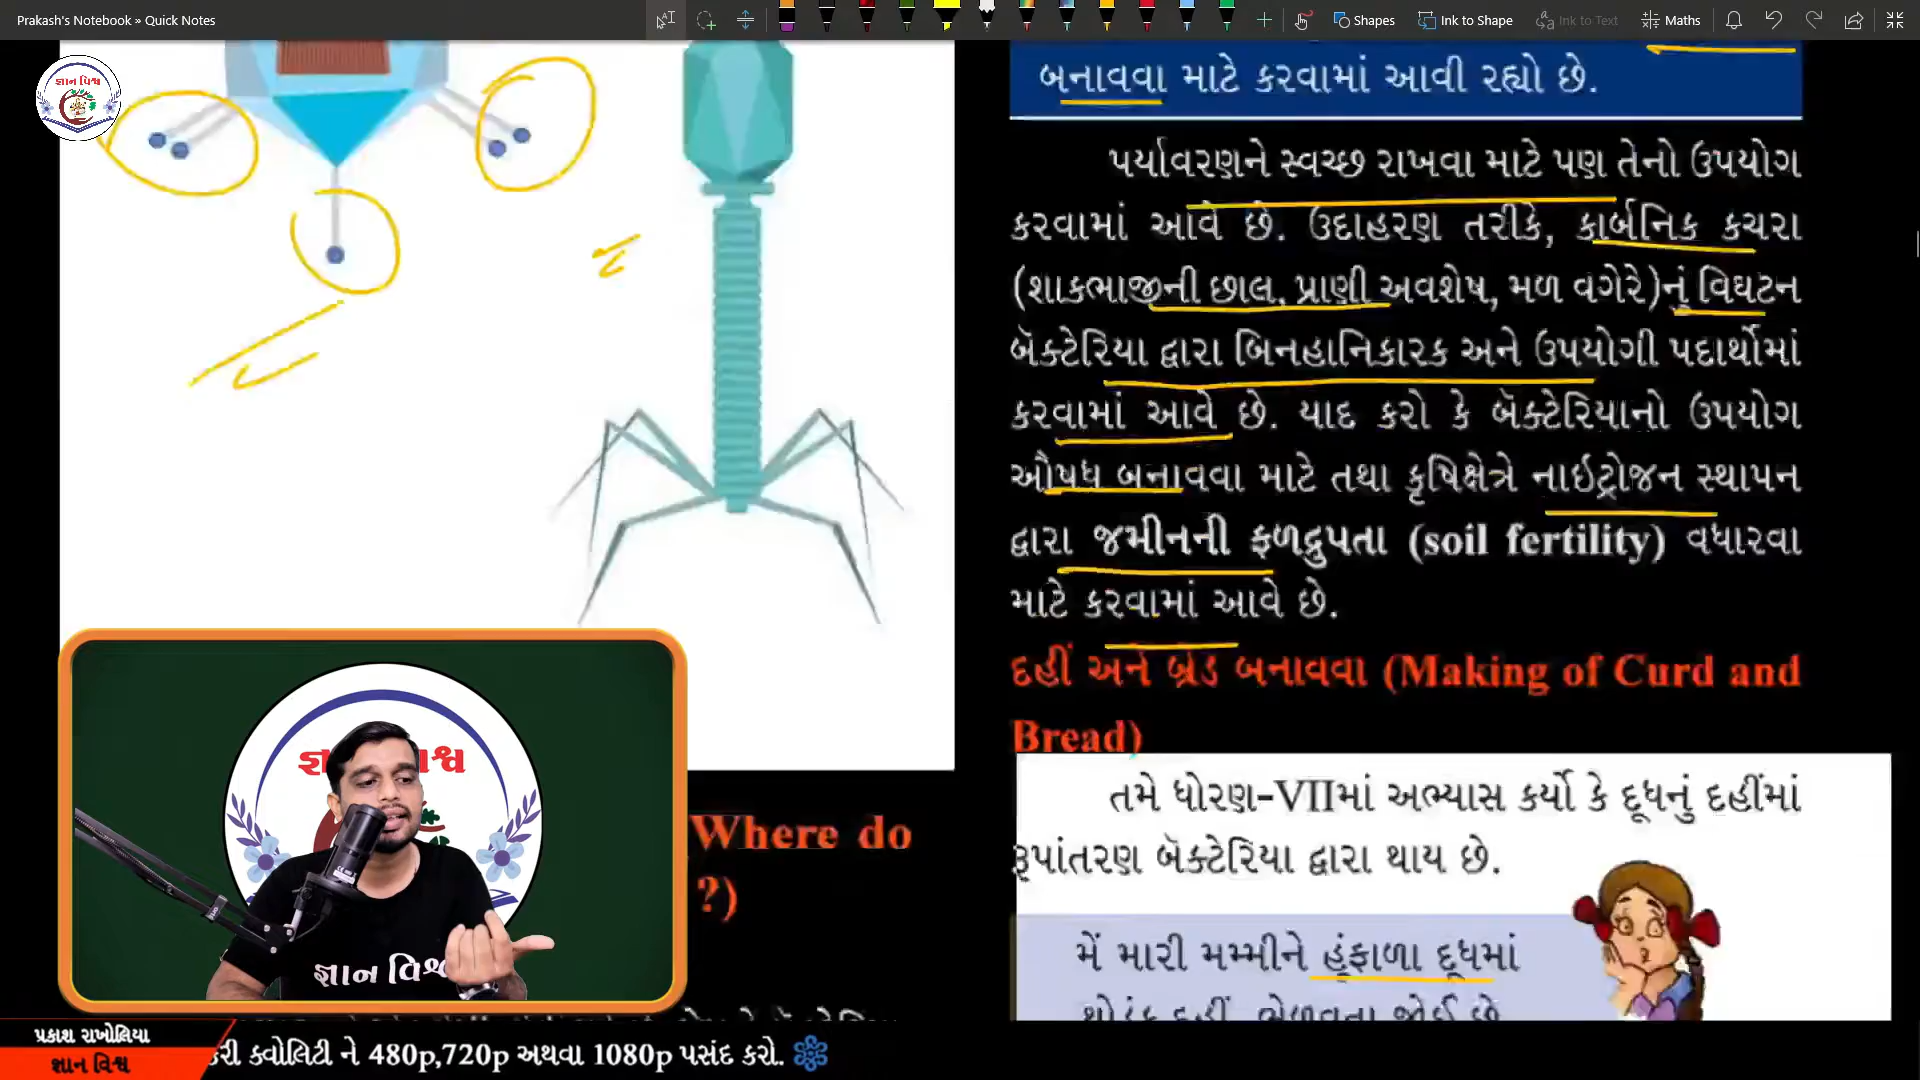 Prakash's Notebook » Quick Notes
Shapes
Ink to Shape
Ink to Text
Maths
જ્ઞાન વિશ્વ
બનાવવા માટે કરવામાં આવી રહ્યો છે.
પર્યાવરણને સ્વચ્છ રાખવા માટે પણ તેનો ઉપયોગ
કરવામાં આવે છે. ઉદાહરણ તરીકે, કાર્બનિક કચરા
(શાકભાજીની છાલ, પ્રાણી અવશેષ, મળ વગેરે)નું વિઘટન
બૅક્ટેરિયા દ્વારા બિનહાનિકારક અને ઉપયોગી પદાર્થોમાં
કરવામાં આવે છે. યાદ કરો કે બૅક્ટેરિયાનો ઉપયોગ
ઔષધ બનાવવા માટે તથા કૃષિક્ષેત્રે નાઇટ્રોજન સ્થાપન
દ્વારા જમીનની ફળદ્રુપતા (soil fertility) વધારવા
માટે કરવામાં આવે છે.
દહીં અને બ્રેડ બનાવવા (Making of Curd and
Bread)
તમે ધોરણ-VIIમાં અભ્યાસ કર્યો કે દૂધનું દહીંમાં
રૂપાંતરણ બૅક્ટેરિયા દ્વારા થાય છે.
મેં મારી મમ્મીને હૂંફાળા દૂધમાં
થોડુંક દહીં ભેળવતા જોઈ છે
Where do
?)
જ્ઞાન વિશ્વ
પ્રકાશ રાખોલિયા
જ્ઞાન વિશ્વ
કરી ક્વોલિટી ને 480p,720p અથવા 1080p પસંદ કરો.